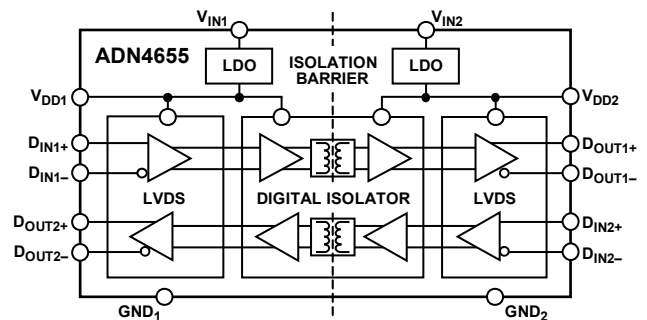 VIN1
VIN2
ADN4655
LDO
ISOLATION
BARRIER
LDO
VDD1
VDD2
DIN1+
DOUT1+
DIN1–
DOUT1–
LVDS
DIGITAL ISOLATOR
LVDS
DOUT2+
DIN2+
DOUT2–
DIN2–
GND1
GND2